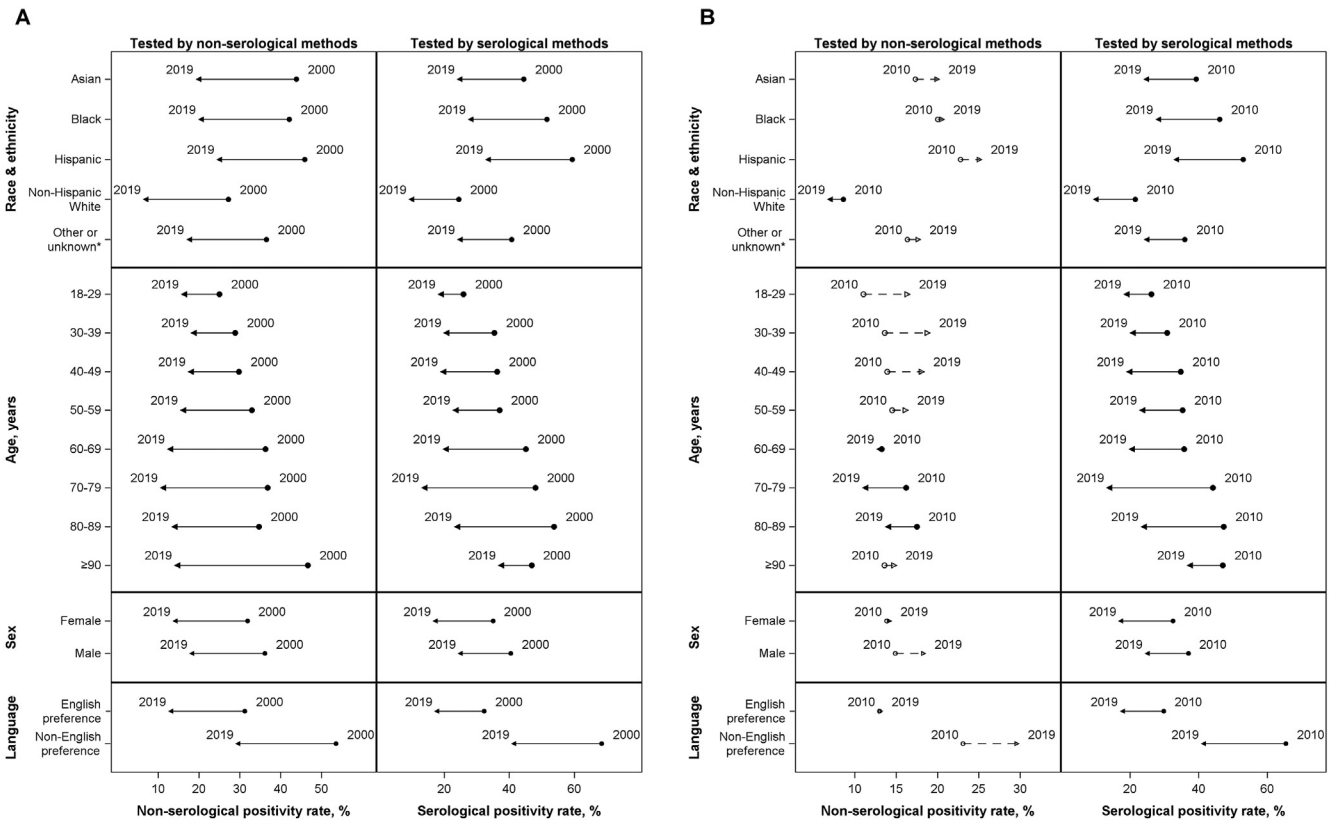 A
Tested by non-serological methods
Tested by serological methods
Race & ethnicity
Asian
2019 2000 2019 2000
Black
2019 2000 2019 2000
Hispanic
2019 2000 2019 2000
Non-Hispanic
White
2019 2000 2019 2000
Other or
unknown*
2019 2000 2019 2000
Age, years
18-29
2019 2000 2019 2000
30-39
2019 2000 2019 2000
40-49
2019 2000 2019 2000
50-59
2019 2000 2019 2000
60-69
2019 2000 2019 2000
70-79
2019 2000 2019 2000
80-89
2019 2000 2019 2000
≥90
2019 2000 2019 2000
Sex
Female
2019 2000 2019 2000
Male
2019 2000 2019 2000
Language
English
preference
2019 2000 2019 2000
Non-English
preference
2019 2000 2019 2000
10 20 30 40 50
20 40 60
Non-serological positivity rate, %
Serological positivity rate, %
B
Tested by non-serological methods
Tested by serological methods
Race & ethnicity
Asian
2010 2019 2019 2010
Black
2010 2019 2019 2010
Hispanic
2010 2019 2019 2010
Non-Hispanic
White
2019 2010 2019 2010
Other or
unknown*
2010 2019 2019 2010
Age, years
18-29
2010 2019 2019 2010
30-39
2010 2019 2019 2010
40-49
2010 2019 2019 2010
50-59
2010 2019 2019 2010
60-69
2019 2010 2019 2010
70-79
2019 2010 2019 2010
80-89
2019 2010 2019 2010
≥90
2010 2019 2019 2010
Sex
Female
2010 2019 2019 2010
Male
2010 2019 2019 2010
Language
English
preference
2010 2019 2019 2010
Non-English
preference
2010 2019 2019 2010
10 15 20 25 30
20 40 60
Non-serological positivity rate, %
Serological positivity rate, %